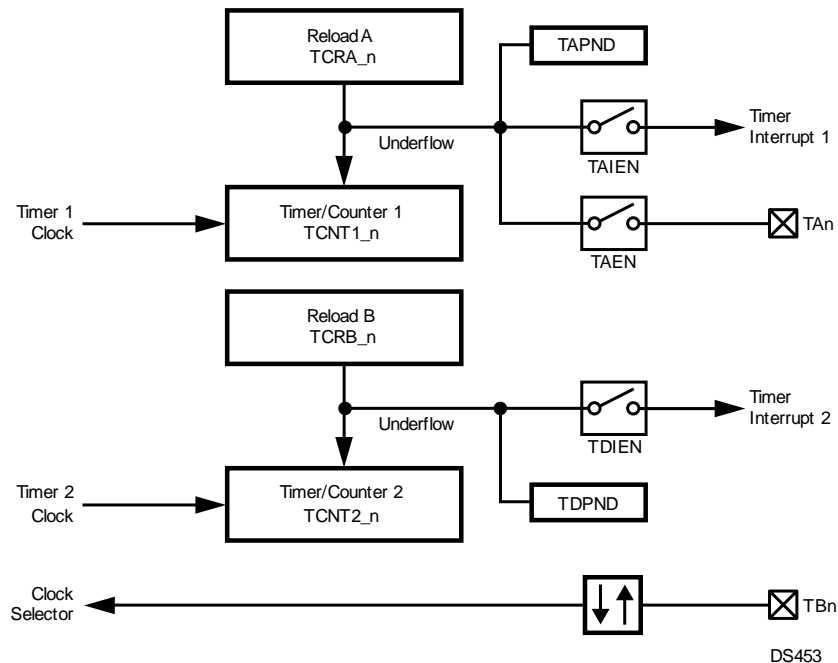 Reload A
TCRA_n
TAPND
Timer
Interrupt 1
Underflow
TAIEN
Timer 1
Clock
Timer/Counter 1
TCNT1_n
TAn
TAEN
Reload B
TCRB_n
Timer
Interrupt 2
Underflow
TDIEN
Timer 2
Clock
Timer/Counter 2
TCNT2_n
TDPND
Clock
Selector
TBn
DS453